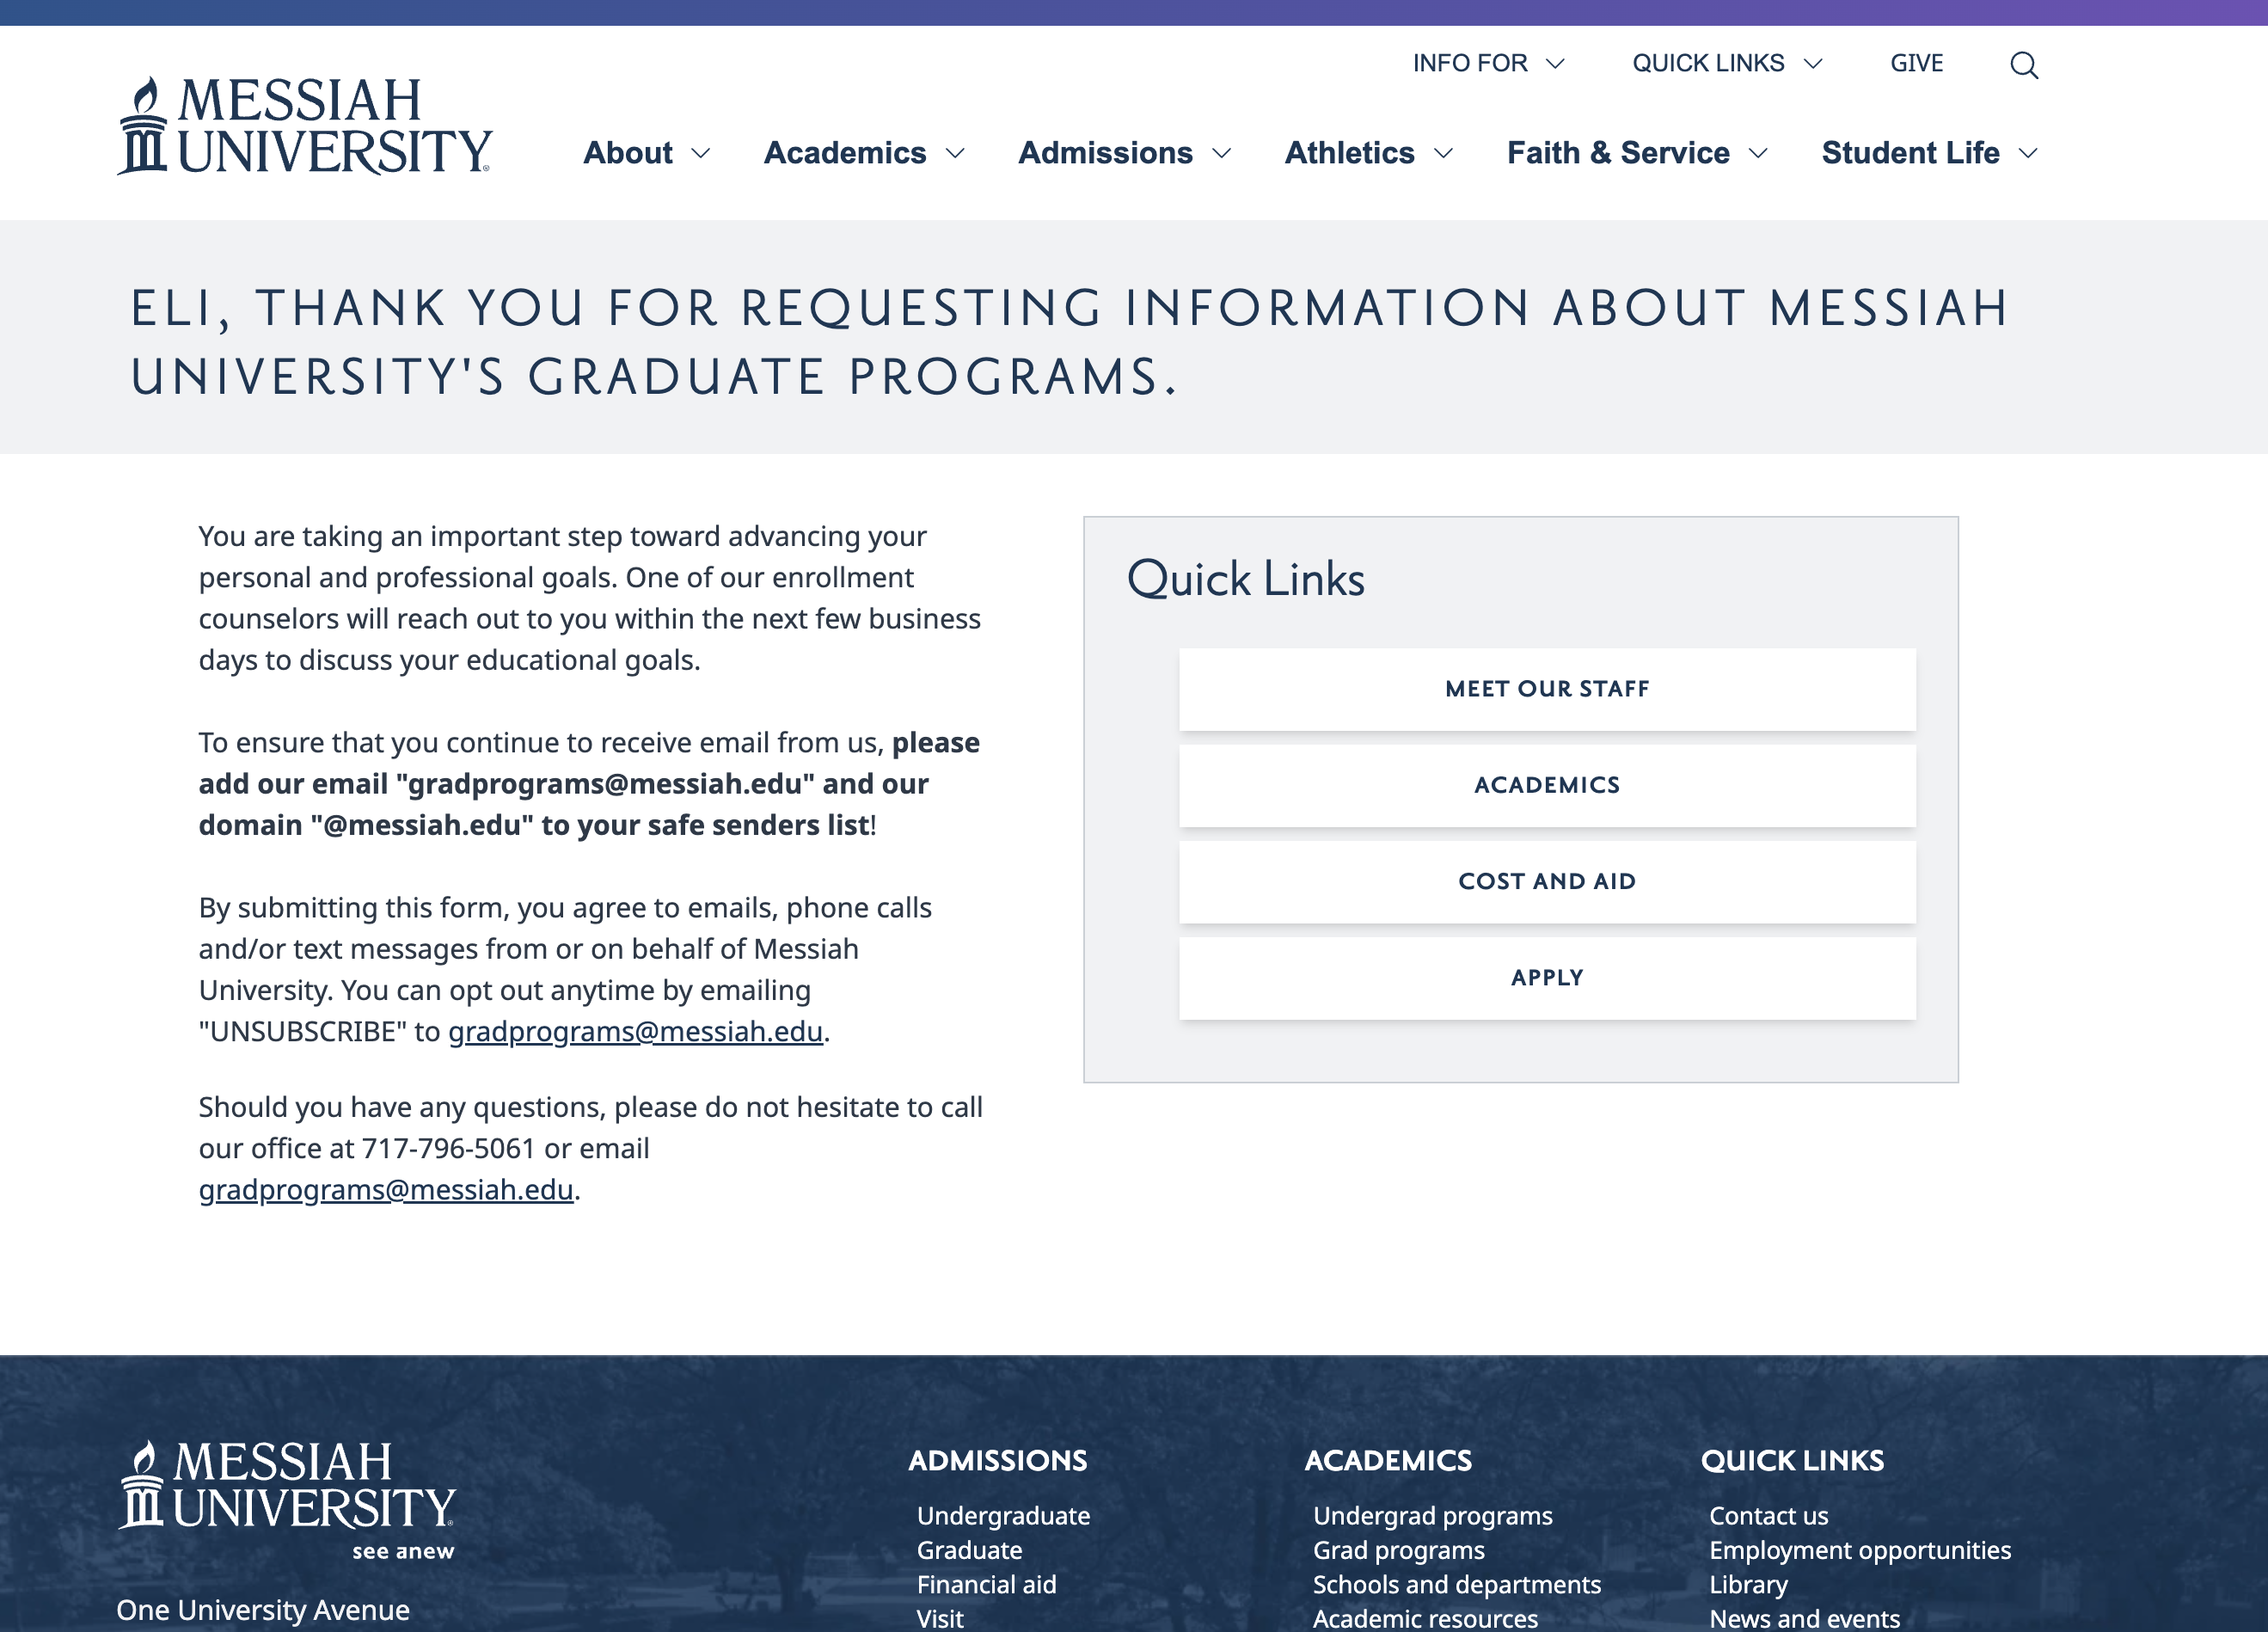 INFO FOR QUICK LINKS GIVE
MESSIAH
UNIVERSITY
About Academics Admissions Athletics Faith & Service Student Life
ELI, THANK YOU FOR REQUESTING INFORMATION ABOUT MESSIAH
UNIVERSITY'S GRADUATE PROGRAMS.
You are taking an important step toward advancing your
personal and professional goals. One of our enrollment
counselors will reach out to you within the next few business
days to discuss your educational goals.
To ensure that you continue to receive email from us, please
add our email "gradprograms@messiah.edu" and our
domain "@messiah.edu" to your safe senders list!
By submitting this form, you agree to emails, phone calls
and/or text messages from or on behalf of Messiah
University. You can opt out anytime by emailing
"UNSUBSCRIBE" to gradprograms@messiah.edu.
Should you have any questions, please do not hesitate to call
our office at 717-796-5061 or email
gradprograms@messiah.edu.
Quick Links
MEET OUR STAFF
ACADEMICS
COST AND AID
APPLY
MESSIAH
UNIVERSITY
see anew
One University Avenue
ADMISSIONS
Undergraduate
Graduate
Financial aid
Visit
ACADEMICS
Undergrad programs
Grad programs
Schools and departments
Academic resources
QUICK LINKS
Contact us
Employment opportunities
Library
News and events